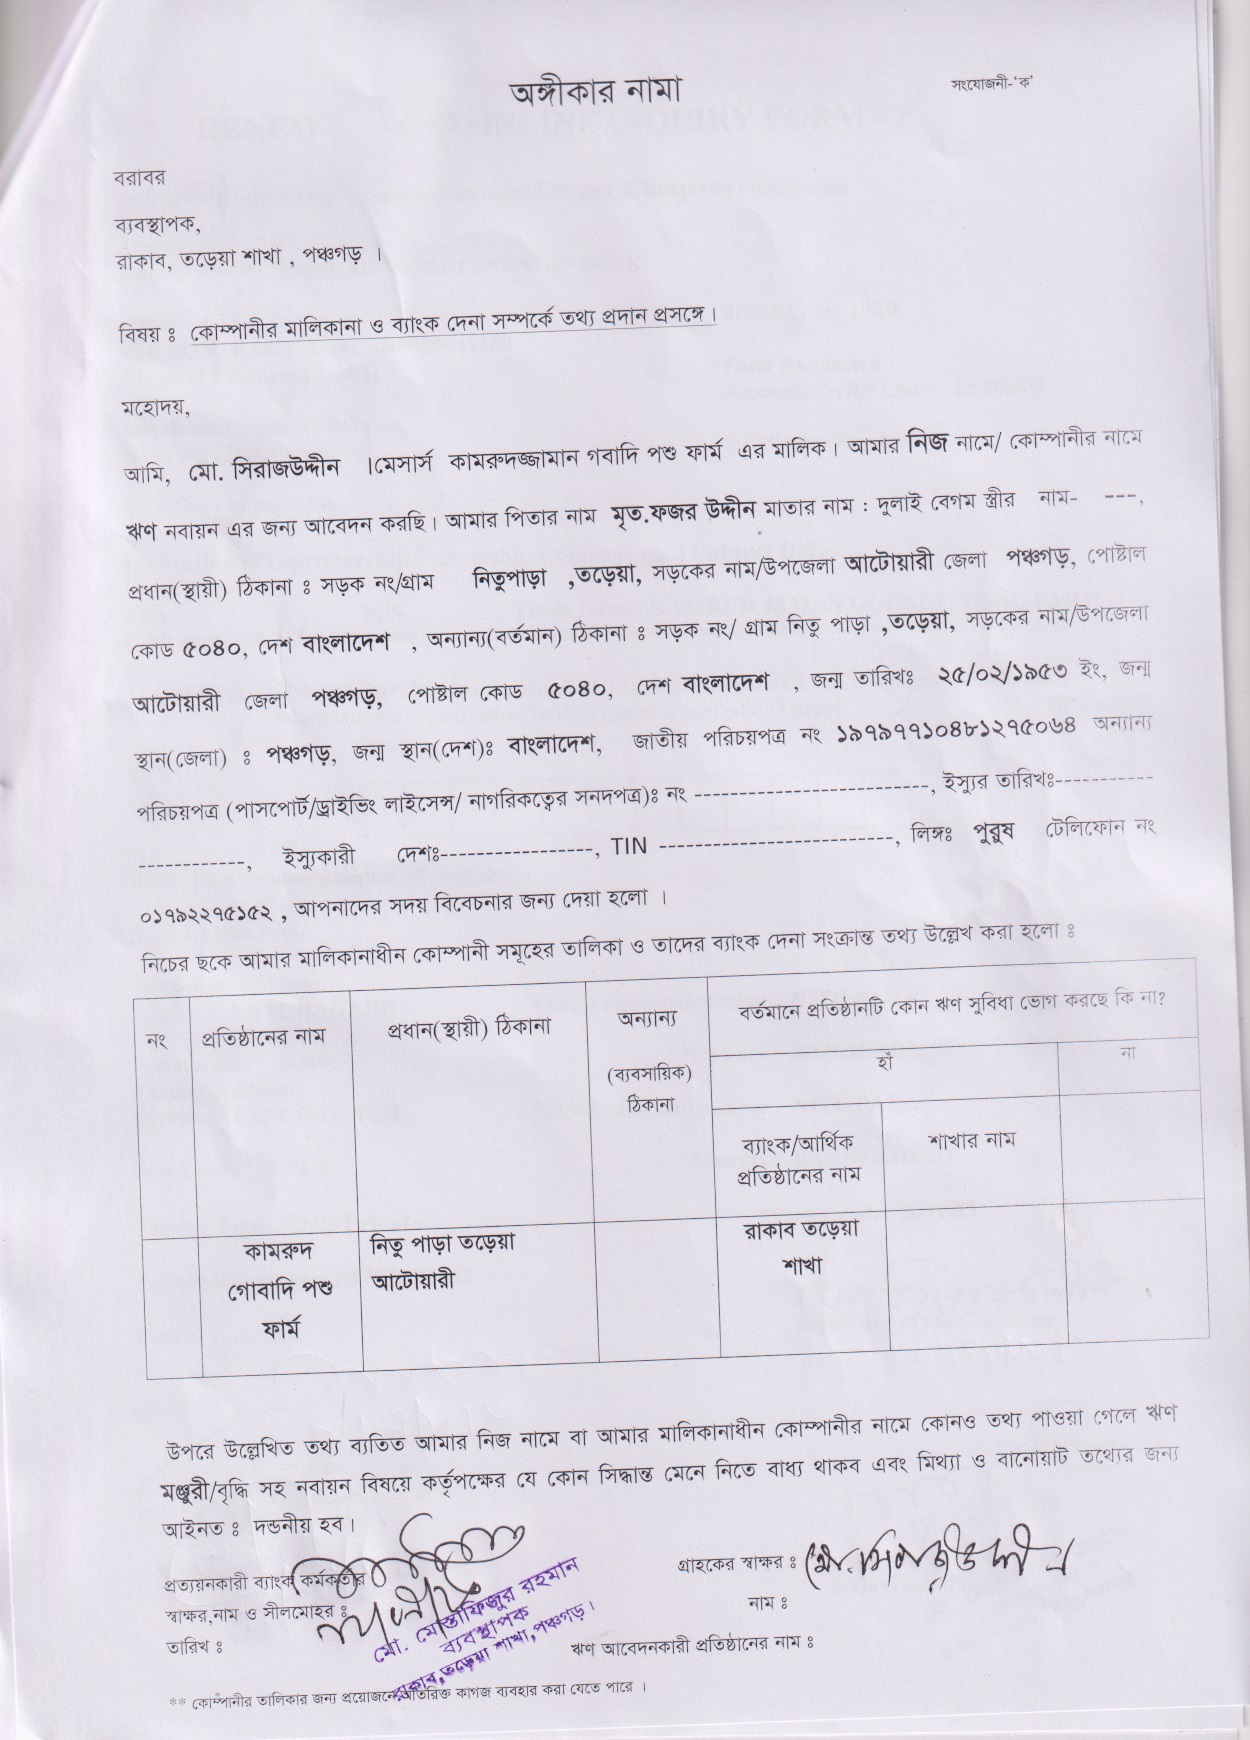 অঙ্গীকার নামা
সংযোজনী-‘ক’
বরাবর
ব্যবস্থাপক,
রাকাব, তড়েয়া শাখা , পঞ্চগড় ।
বিষয় ঃ কোম্পানীর মালিকানা ও ব্যাংক দেনা সম্পর্কে তথ্য প্রদান প্রসঙ্গে ।
মহোদয়,
আমি, মো. সিরাজউদ্দীন ।মেসার্স কামরুদজ্জামান গবাদি পশু ফার্ম এর মালিক । আমার নিজ নামে/ কোম্পানীর নামে
ঋণ নবায়ন এর জন্য আবেদন করছি । আমার পিতার নাম মৃত.ফজর উদ্দীন মাতার নাম : দুলাই বেগম স্ত্রীর নাম- ---,
প্রধান(স্থায়ী) ঠিকানা ঃ সড়ক নং/গ্রাম নিতুপাড়া ,তড়েয়া, সড়কের নাম/উপজেলা আটোয়ারী জেলা পঞ্চগড়, পোষ্টাল
কোড ৫০৪০, দেশ বাংলাদেশ , অন্যান্য(বর্তমান) ঠিকানা ঃ সড়ক নং/ গ্রাম নিতু পাড়া ,তড়েয়া, সড়কের নাম/উপজেলা
আটোয়ারী জেলা পঞ্চগড়, পোষ্টাল কোড ৫০৪০, দেশ বাংলাদেশ , জন্ম তারিখঃ ২৫/০২/১৯৫৩ ইং, জন্ম
স্থান(জেলা) ঃ পঞ্চগড়, জন্ম স্থান(দেশ)ঃ বাংলাদেশ, জাতীয় পরিচয়পত্র নং ১৯৭৯৭৭১০৪৮১২৭৫০৬৪ অন্যান্য
পরিচয়পত্র (পাসপোর্ট/ড্রাইভিং লাইসেন্স/ নাগরিকত্বের সনদপত্র)ঃ নং --------------------------, ইস্যুর তারিখঃ-----------
------------, ইস্যুকারী দেশঃ-----------------, TIN --------------------------, লিঙ্গঃ পুরুষ টেলিফোন নং
০১৭৯২২৭৫১৫২ , আপনাদের সদয় বিবেচনার জন্য দেয়া হলো ।
নিচের ছকে আমার মালিকানাধীন কোম্পানী সমূহের তালিকা ও তাদের ব্যাংক দেনা সংক্রান্ত তথ্য উল্লেখ করা হলো ঃ
নং
প্রতিষ্ঠানের নাম
প্রধান(স্থায়ী) ঠিকানা
অন্যান্য
(ব্যবসায়িক)
ঠিকানা
বর্তমানে প্রতিষ্ঠানটি কোন ঋণ সুবিধা ভোগ করছে কি না?
হাঁ
না
ব্যাংক/আর্থিক
প্রতিষ্ঠানের নাম
শাখার নাম
কামরুদ
গোবাদি পশু
ফার্ম
নিতু পাড়া তড়েয়া
আটোয়ারী
রাকাব তড়েয়া
শাখা
উপরে উল্লেখিত তথ্য ব্যতিত আমার নিজ নামে বা আমার মালিকানাধীন কোম্পানীর নামে কোনও তথ্য পাওয়া গেলে ঋণ
মঞ্জুরী/বৃদ্ধি সহ নবায়ন বিষয়ে কর্তৃপক্ষের যে কোন সিদ্ধান্ত মেনে নিতে বাধ্য থাকব এবং মিথ্যা ও বানোয়াট তথ্যের জন্য
আইনত ঃ দন্ডনীয় হব ।
প্রত্যয়নকারী ব্যাংক কর্মকর্তার
স্বাক্ষর,নাম ও সীলমোহর ঃ
তারিখ ঃ
মো. মোস্তাফিজুর রহমান
ব্যবস্থাপক
রাকাব,তড়েয়া শাখা,পঞ্চগড় ।
গ্রাহকের স্বাক্ষর ঃ মো. সিরাজুউদ্দীন
নাম ঃ
ঋণ আবেদনকারী প্রতিষ্ঠানের নাম ঃ
** কোম্পানীর তালিকার জন্য প্রয়োজনে অতিরিক্ত কাগজ ব্যবহার করা যেতে পারে ।